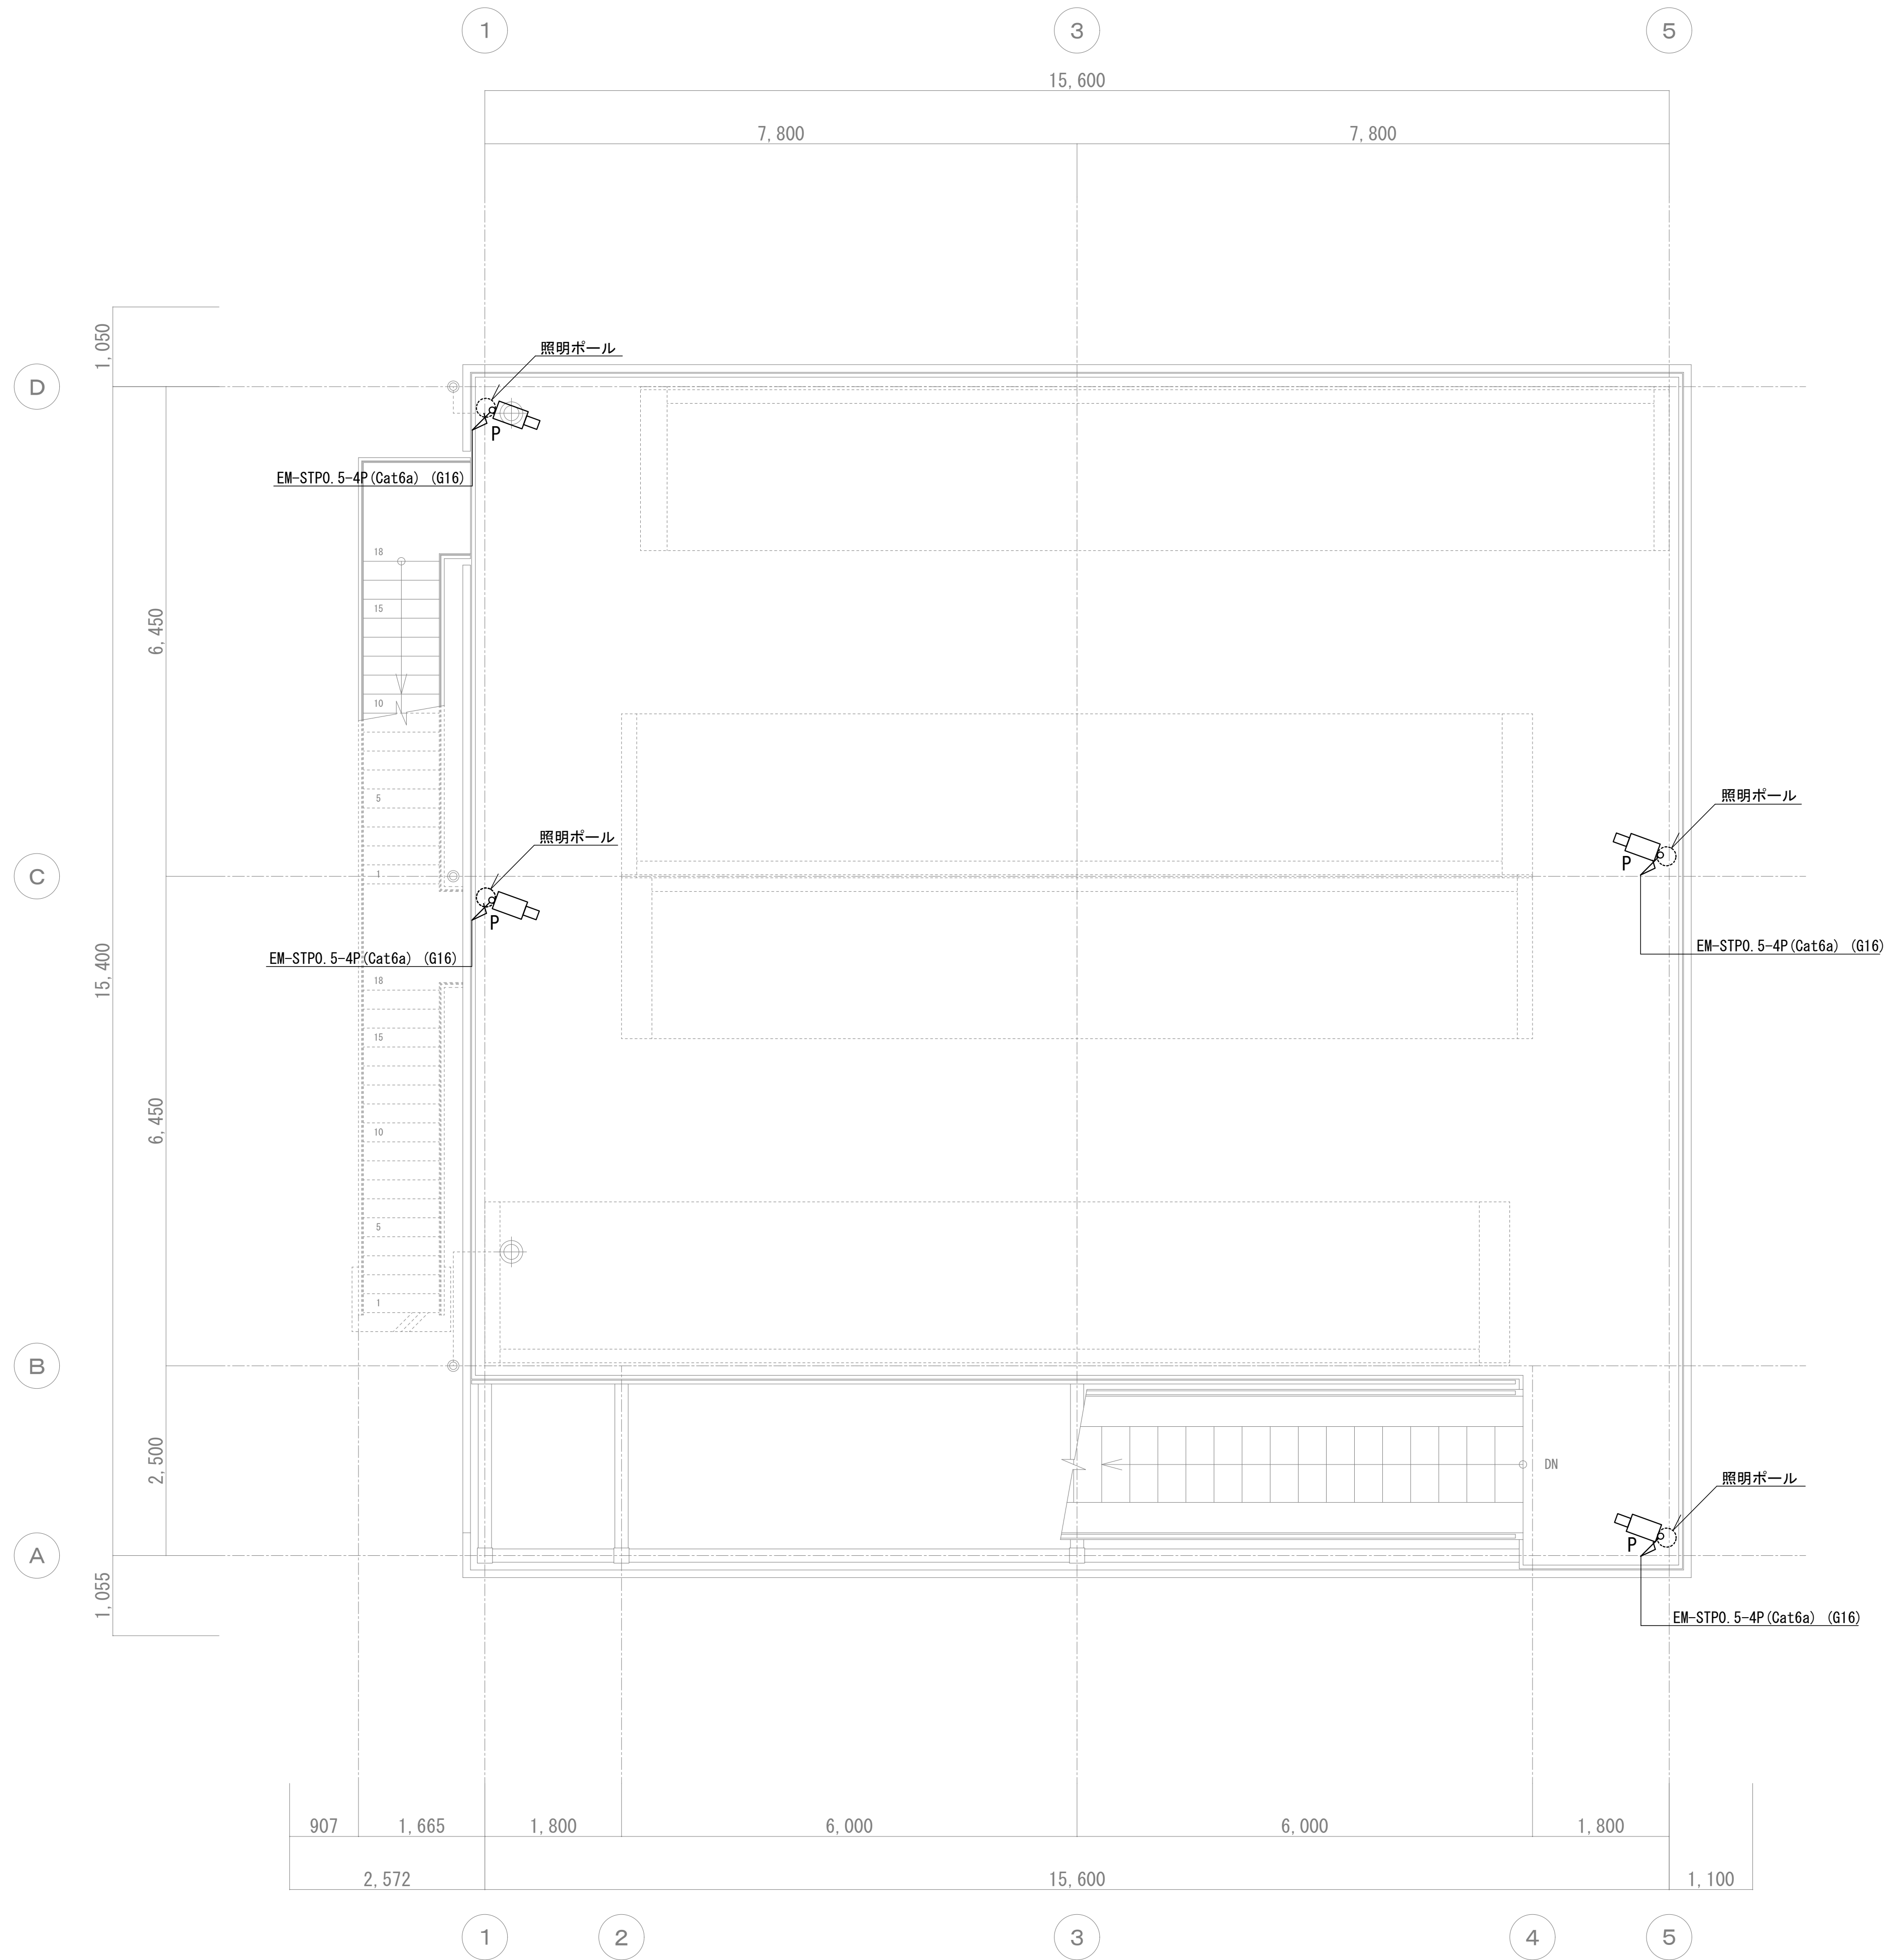 1
3
5
15,600
7,800
7,800
1,050
D
照明ポール
P
EM-STP0.5-4P(Cat6a) (G16)
18
15
6,450
10
5
照明ポール
照明ポール
P
C
1
P
EM-STP0.5-4P(Cat6a) (G16)
EM-STP0.5-4P(Cat6a) (G16)
15,400
18
15
6,450
10
5
1
B
2,500
DN
照明ポール
P
A
1,055
EM-STP0.5-4P(Cat6a) (G16)
907
1,665
1,800
6,000
6,000
1,800
2,572
15,600
1,100
1
2
3
4
5